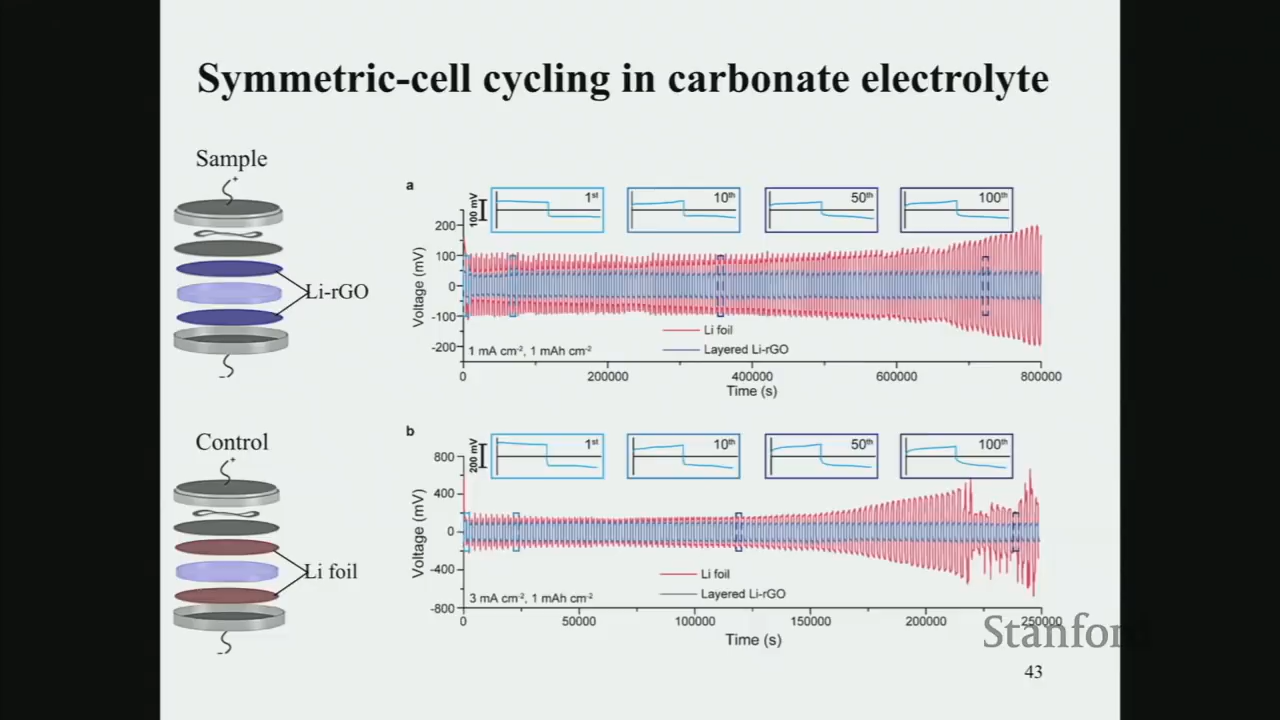 Symmetric-cell cycling in carbonate electrolyte
Sample
+
Li-rGO
-
Control
+
Li foil
-
a
100 mV
1st
10th
50th
100th
Voltage (mV)
200
100
0
-100
-200
Li foil
Layered Li-rGO
1 mA cm-2, 1 mAh cm-2
0 200000 400000 600000 800000
Time (s)
b
200 mV
1st
10th
50th
100th
Voltage (mV)
800
400
0
-400
-800
Li foil
Layered Li-rGO
3 mA cm-2, 1 mAh cm-2
0 50000 100000 150000 200000 250000
Time (s)
Stanford
43